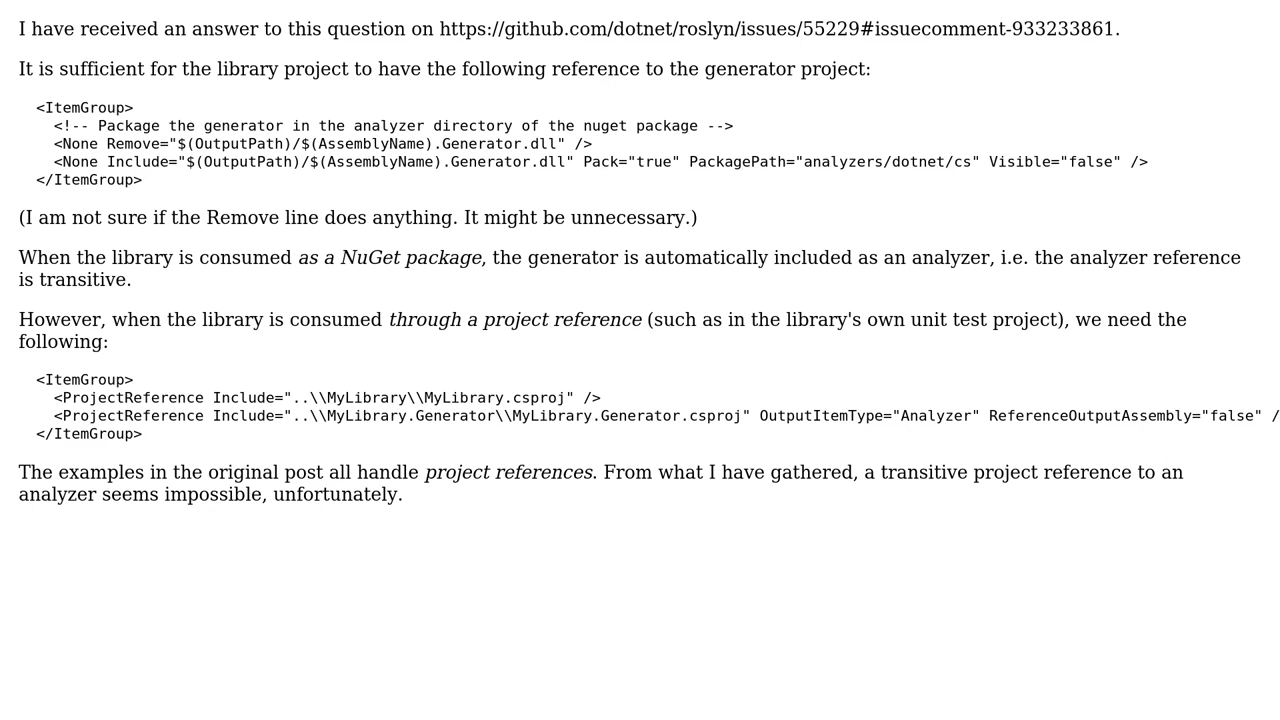 I have received an answer to this question on https://github.com/dotnet/roslyn/issues/55229#issuecomment-933233861.
It is sufficient for the library project to have the following reference to the generator project:
<ItemGroup>
<!-- Package the generator in the analyzer directory of the nuget package -->
<None Remove="$(OutputPath)/$(AssemblyName).Generator.dll" />
<None Include="$(OutputPath)/$(AssemblyName).Generator.dll" Pack="true" PackagePath="analyzers/dotnet/cs" Visible="false" />
</ItemGroup>
(I am not sure if the Remove line does anything. It might be unnecessary.)
When the library is consumed as a NuGet package, the generator is automatically included as an analyzer, i.e. the analyzer reference
is transitive.
However, when the library is consumed through a project reference (such as in the library's own unit test project), we need the
following:
<ItemGroup>
<ProjectReference Include="..\\MyLibrary\\MyLibrary.csproj" />
<ProjectReference Include="..\\MyLibrary.Generator\\MyLibrary.Generator.csproj" OutputItemType="Analyzer" ReferenceOutputAssembly="false" /
</ItemGroup>
The examples in the original post all handle project references. From what I have gathered, a transitive project reference to an
analyzer seems impossible, unfortunately.